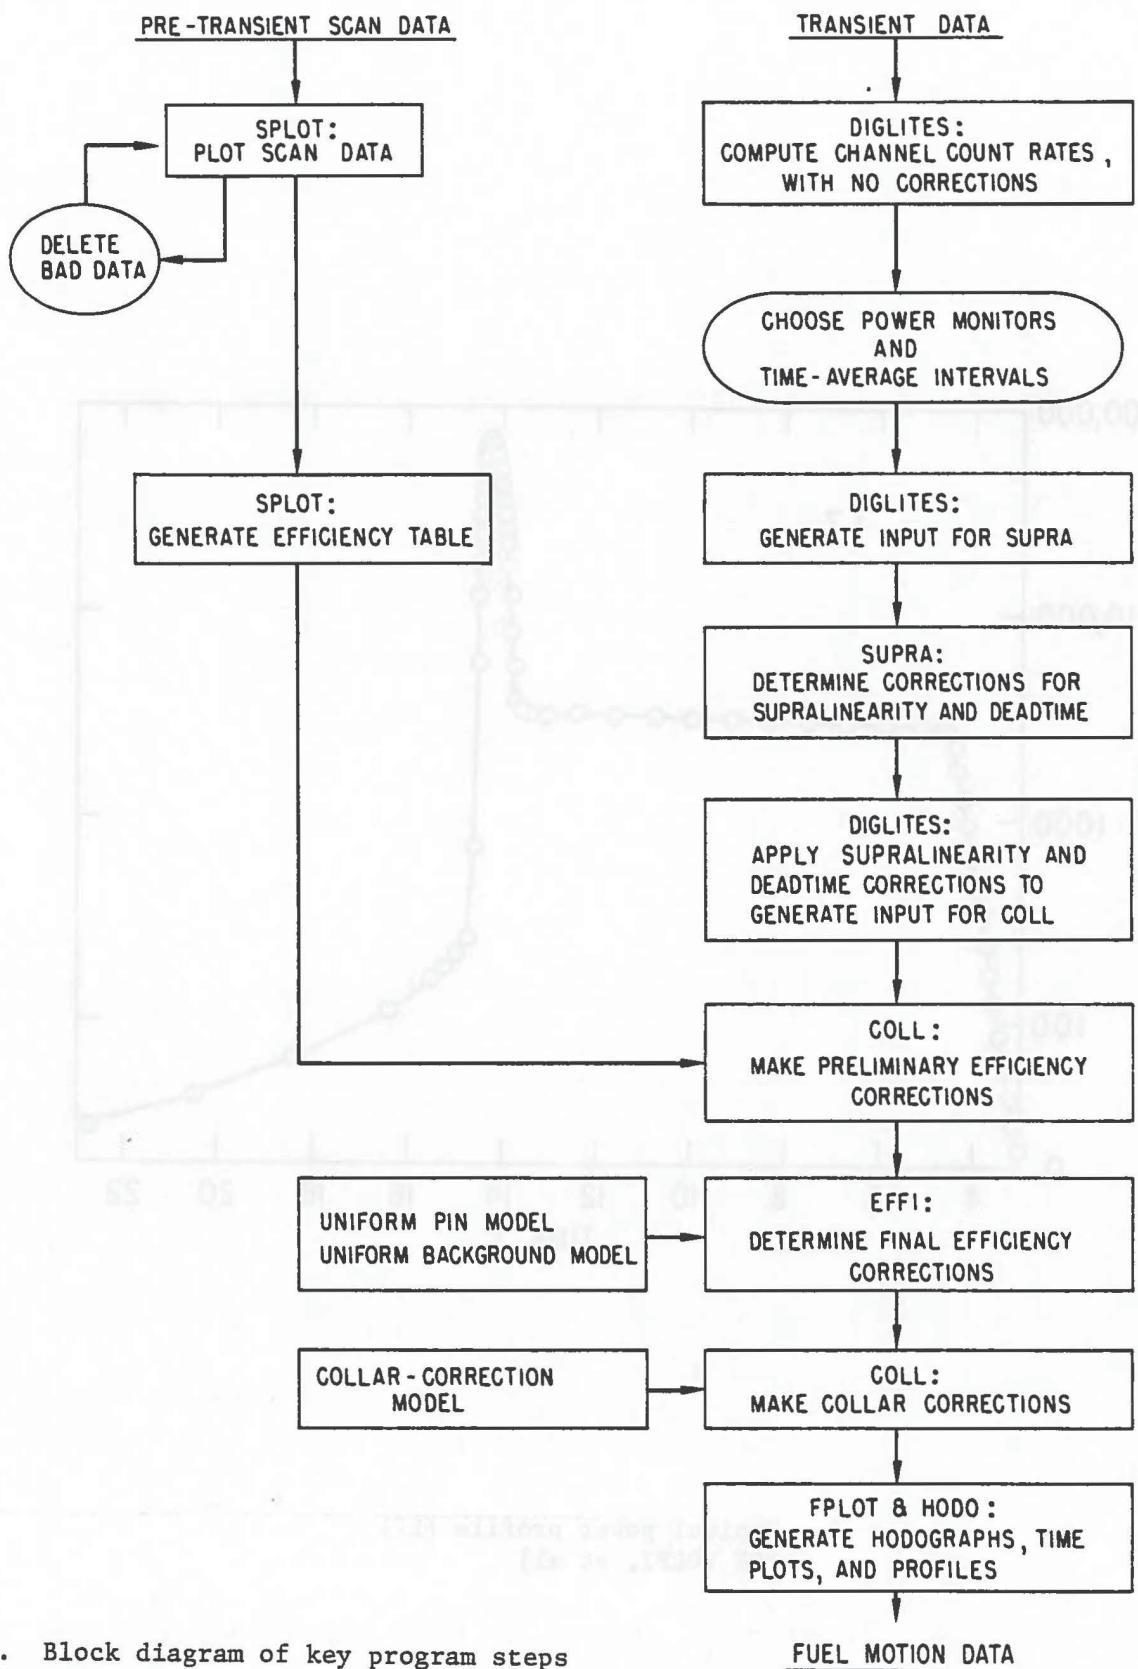 PRE-TRANSIENT SCAN DATA
SPLOT:
PLOT SCAN DATA
DELETE
BAD DATA
SPLOT:
GENERATE EFFICIENCY TABLE
TRANSIENT DATA
DIGLITES:
COMPUTE CHANNEL COUNT RATES,
WITH NO CORRECTIONS
CHOOSE POWER MONITORS
AND
TIME-AVERAGE INTERVALS
DIGLITES:
GENERATE INPUT FOR SUPRA
SUPRA:
DETERMINE CORRECTIONS FOR
SUPRALINEARITY AND DEADTIME
DIGLITES:
APPLY SUPRALINEARITY AND
DEADTIME CORRECTIONS TO
GENERATE INPUT FOR COLL
COLL:
MAKE PRELIMINARY EFFICIENCY
CORRECTIONS
UNIFORM PIN MODEL
UNIFORM BACKGROUND MODEL
EFFI:
DETERMINE FINAL EFFICIENCY
CORRECTIONS
COLLAR-CORRECTION
MODEL
COLL:
MAKE COLLAR CORRECTIONS
FPLOT & HODO:
GENERATE HODOGRAPHS, TIME
PLOTS, AND PROFILES
FUEL MOTION DATA
. Block diagram of key program steps